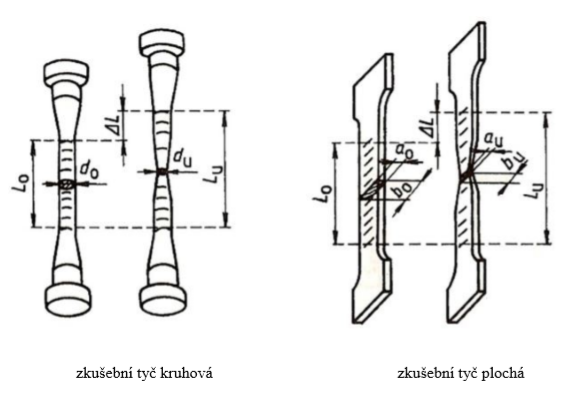 L₀
d₀
ΔL
dᵤ
Lᵤ
L₀
a₀
b₀
ΔL
aᵤ
bᵤ
Lᵤ
zkušební tyč kruhová
zkušební tyč plochá